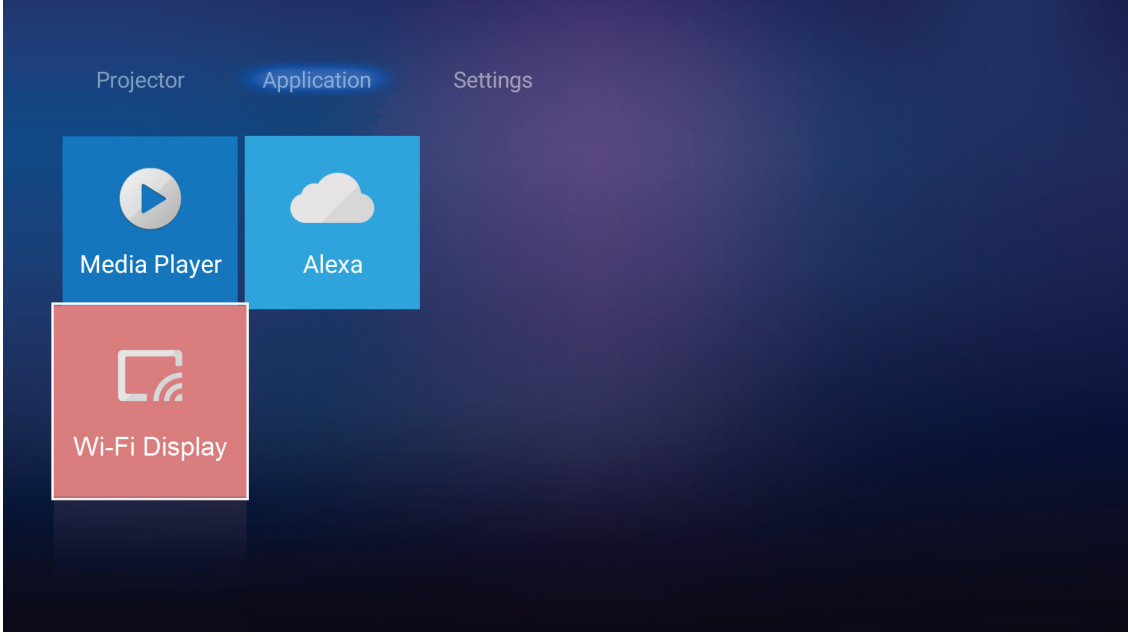 Projector
Application
Settings
Media Player
Alexa
Wi-Fi Display